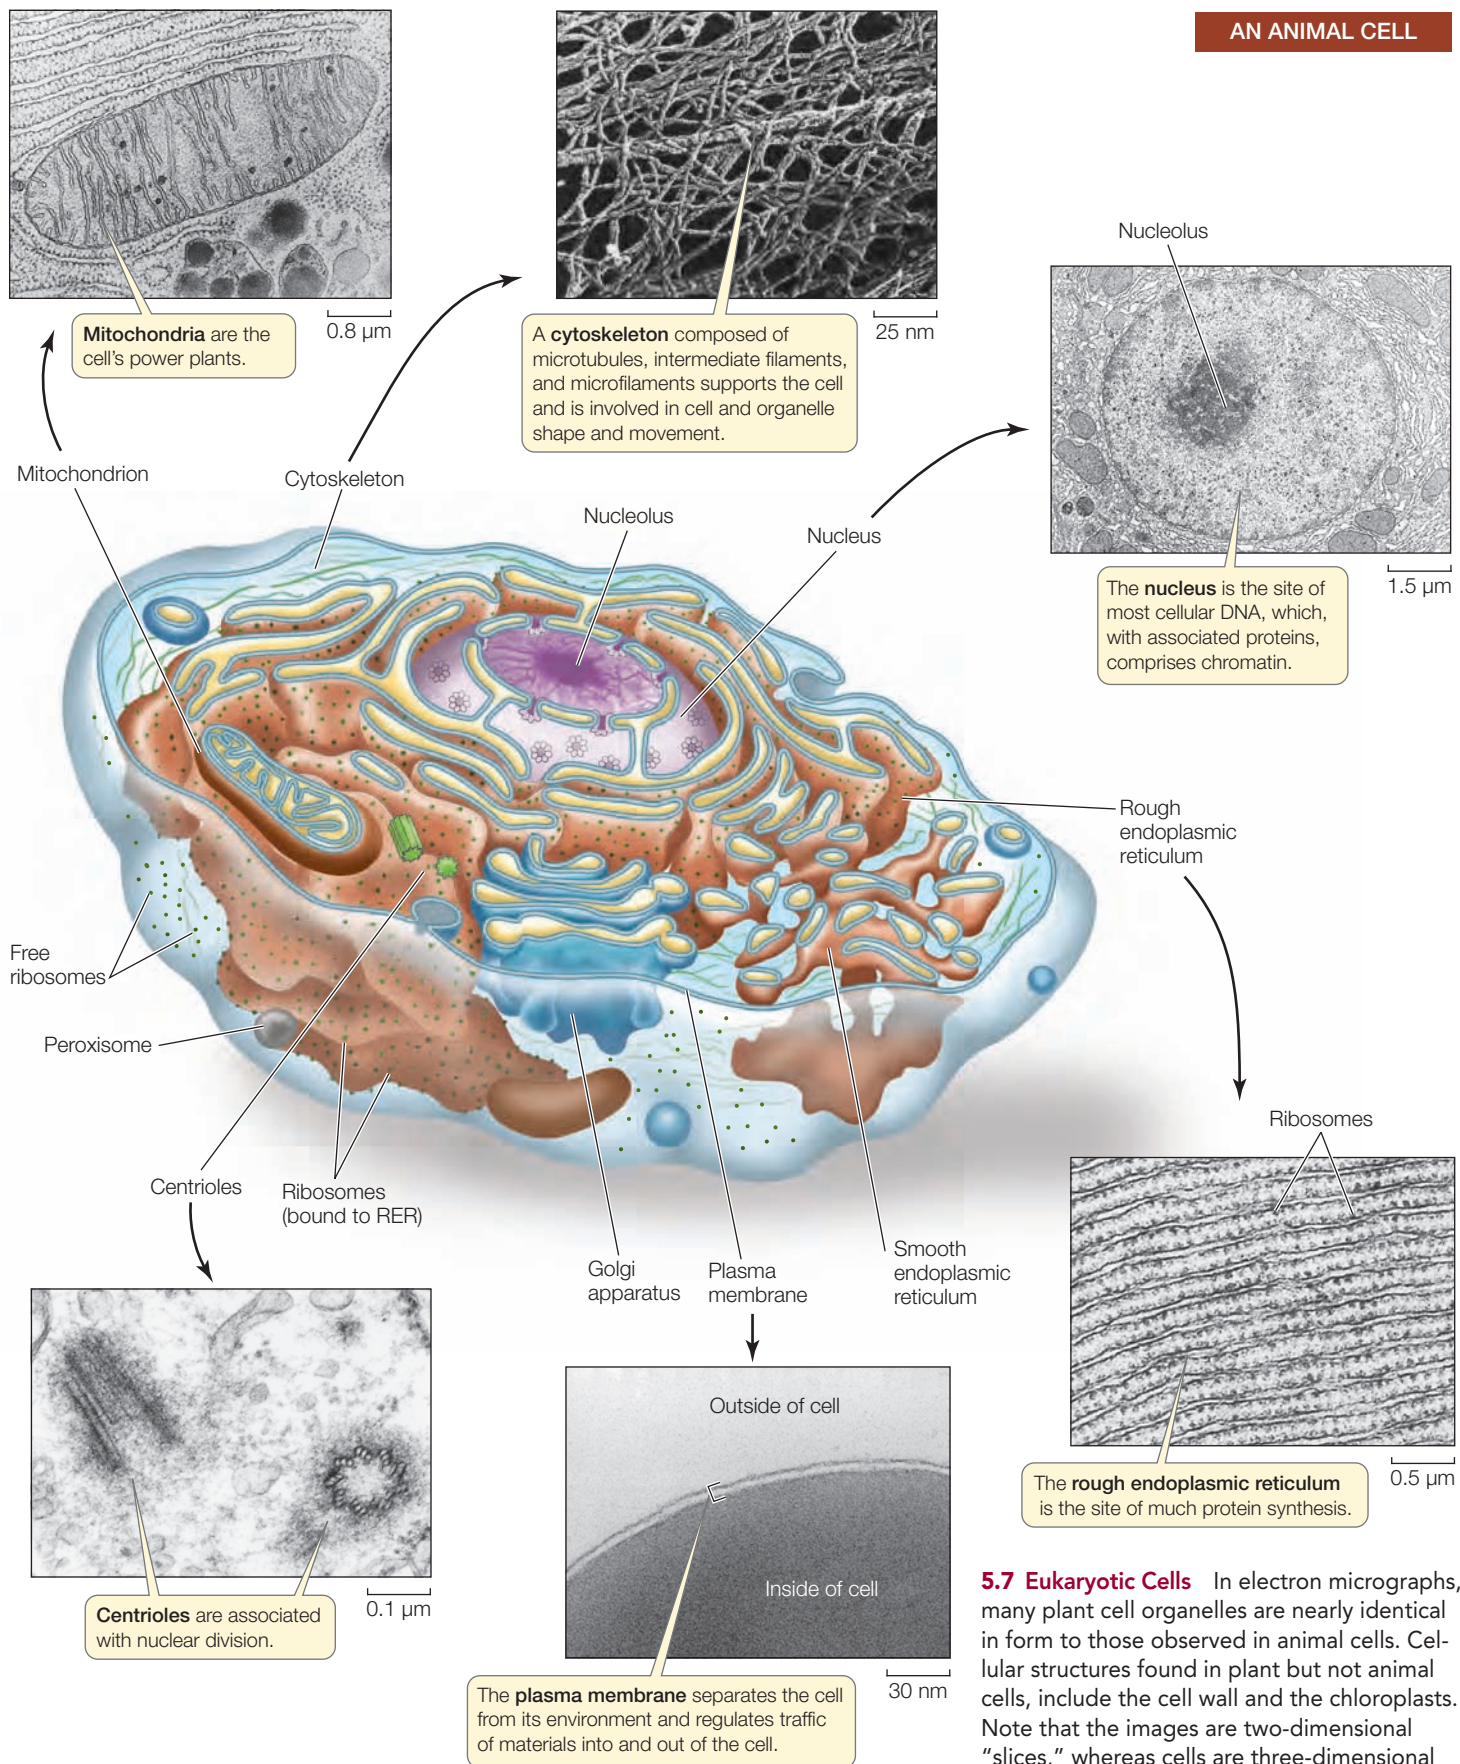 AN ANIMAL CELL
Mitochondria are the
cell's power plants.
0.8 µm
A cytoskeleton composed of
microtubules, intermediate filaments,
and microfilaments supports the cell
and is involved in cell and organelle
shape and movement.
25 nm
Nucleolus
The nucleus is the site of
most cellular DNA, which,
with associated proteins,
comprises chromatin.
1.5 µm
Mitochondrion
Cytoskeleton
Nucleolus
Nucleus
Rough
endoplasmic
reticulum
Free
ribosomes
Peroxisome
Centrioles
Ribosomes
(bound to RER)
Golgi
apparatus
Plasma
membrane
Smooth
endoplasmic
reticulum
Ribosomes
The rough endoplasmic reticulum
is the site of much protein synthesis.
0.5 µm
Centrioles are associated
with nuclear division.
0.1 µm
Outside of cell
Inside of cell
The plasma membrane separates the cell
from its environment and regulates traffic
of materials into and out of the cell.
30 nm
5.7 Eukaryotic Cells In electron micrographs,
many plant cell organelles are nearly identical
in form to those observed in animal cells. Cel-
lular structures found in plant but not animal
cells, include the cell wall and the chloroplasts.
Note that the images are two-dimensional
“slices,” whereas cells are three-dimensional